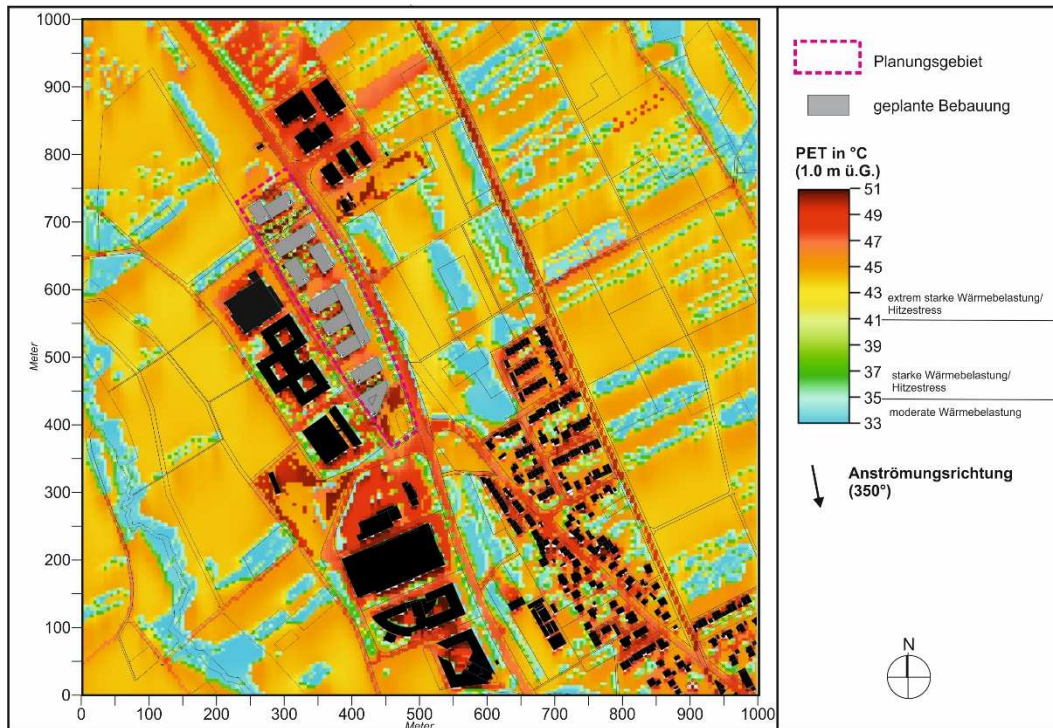 1000
900
800
700
600
500
400
300
200
100
0
Meter
0 100 200 300 400 500 600 700 800 900 1000
Meter
Planungsgebiet
geplante Bebauung
PET in °C
(1.0 m ü.G.)
51
49
47
45
43
extrem starke Wärmebelastung/
Hitzestress
41
39
37
starke Wärmebelastung/
Hitzestress
35
moderate Wärmebelastung
33
Anströmungsrichtung
(350°)
N